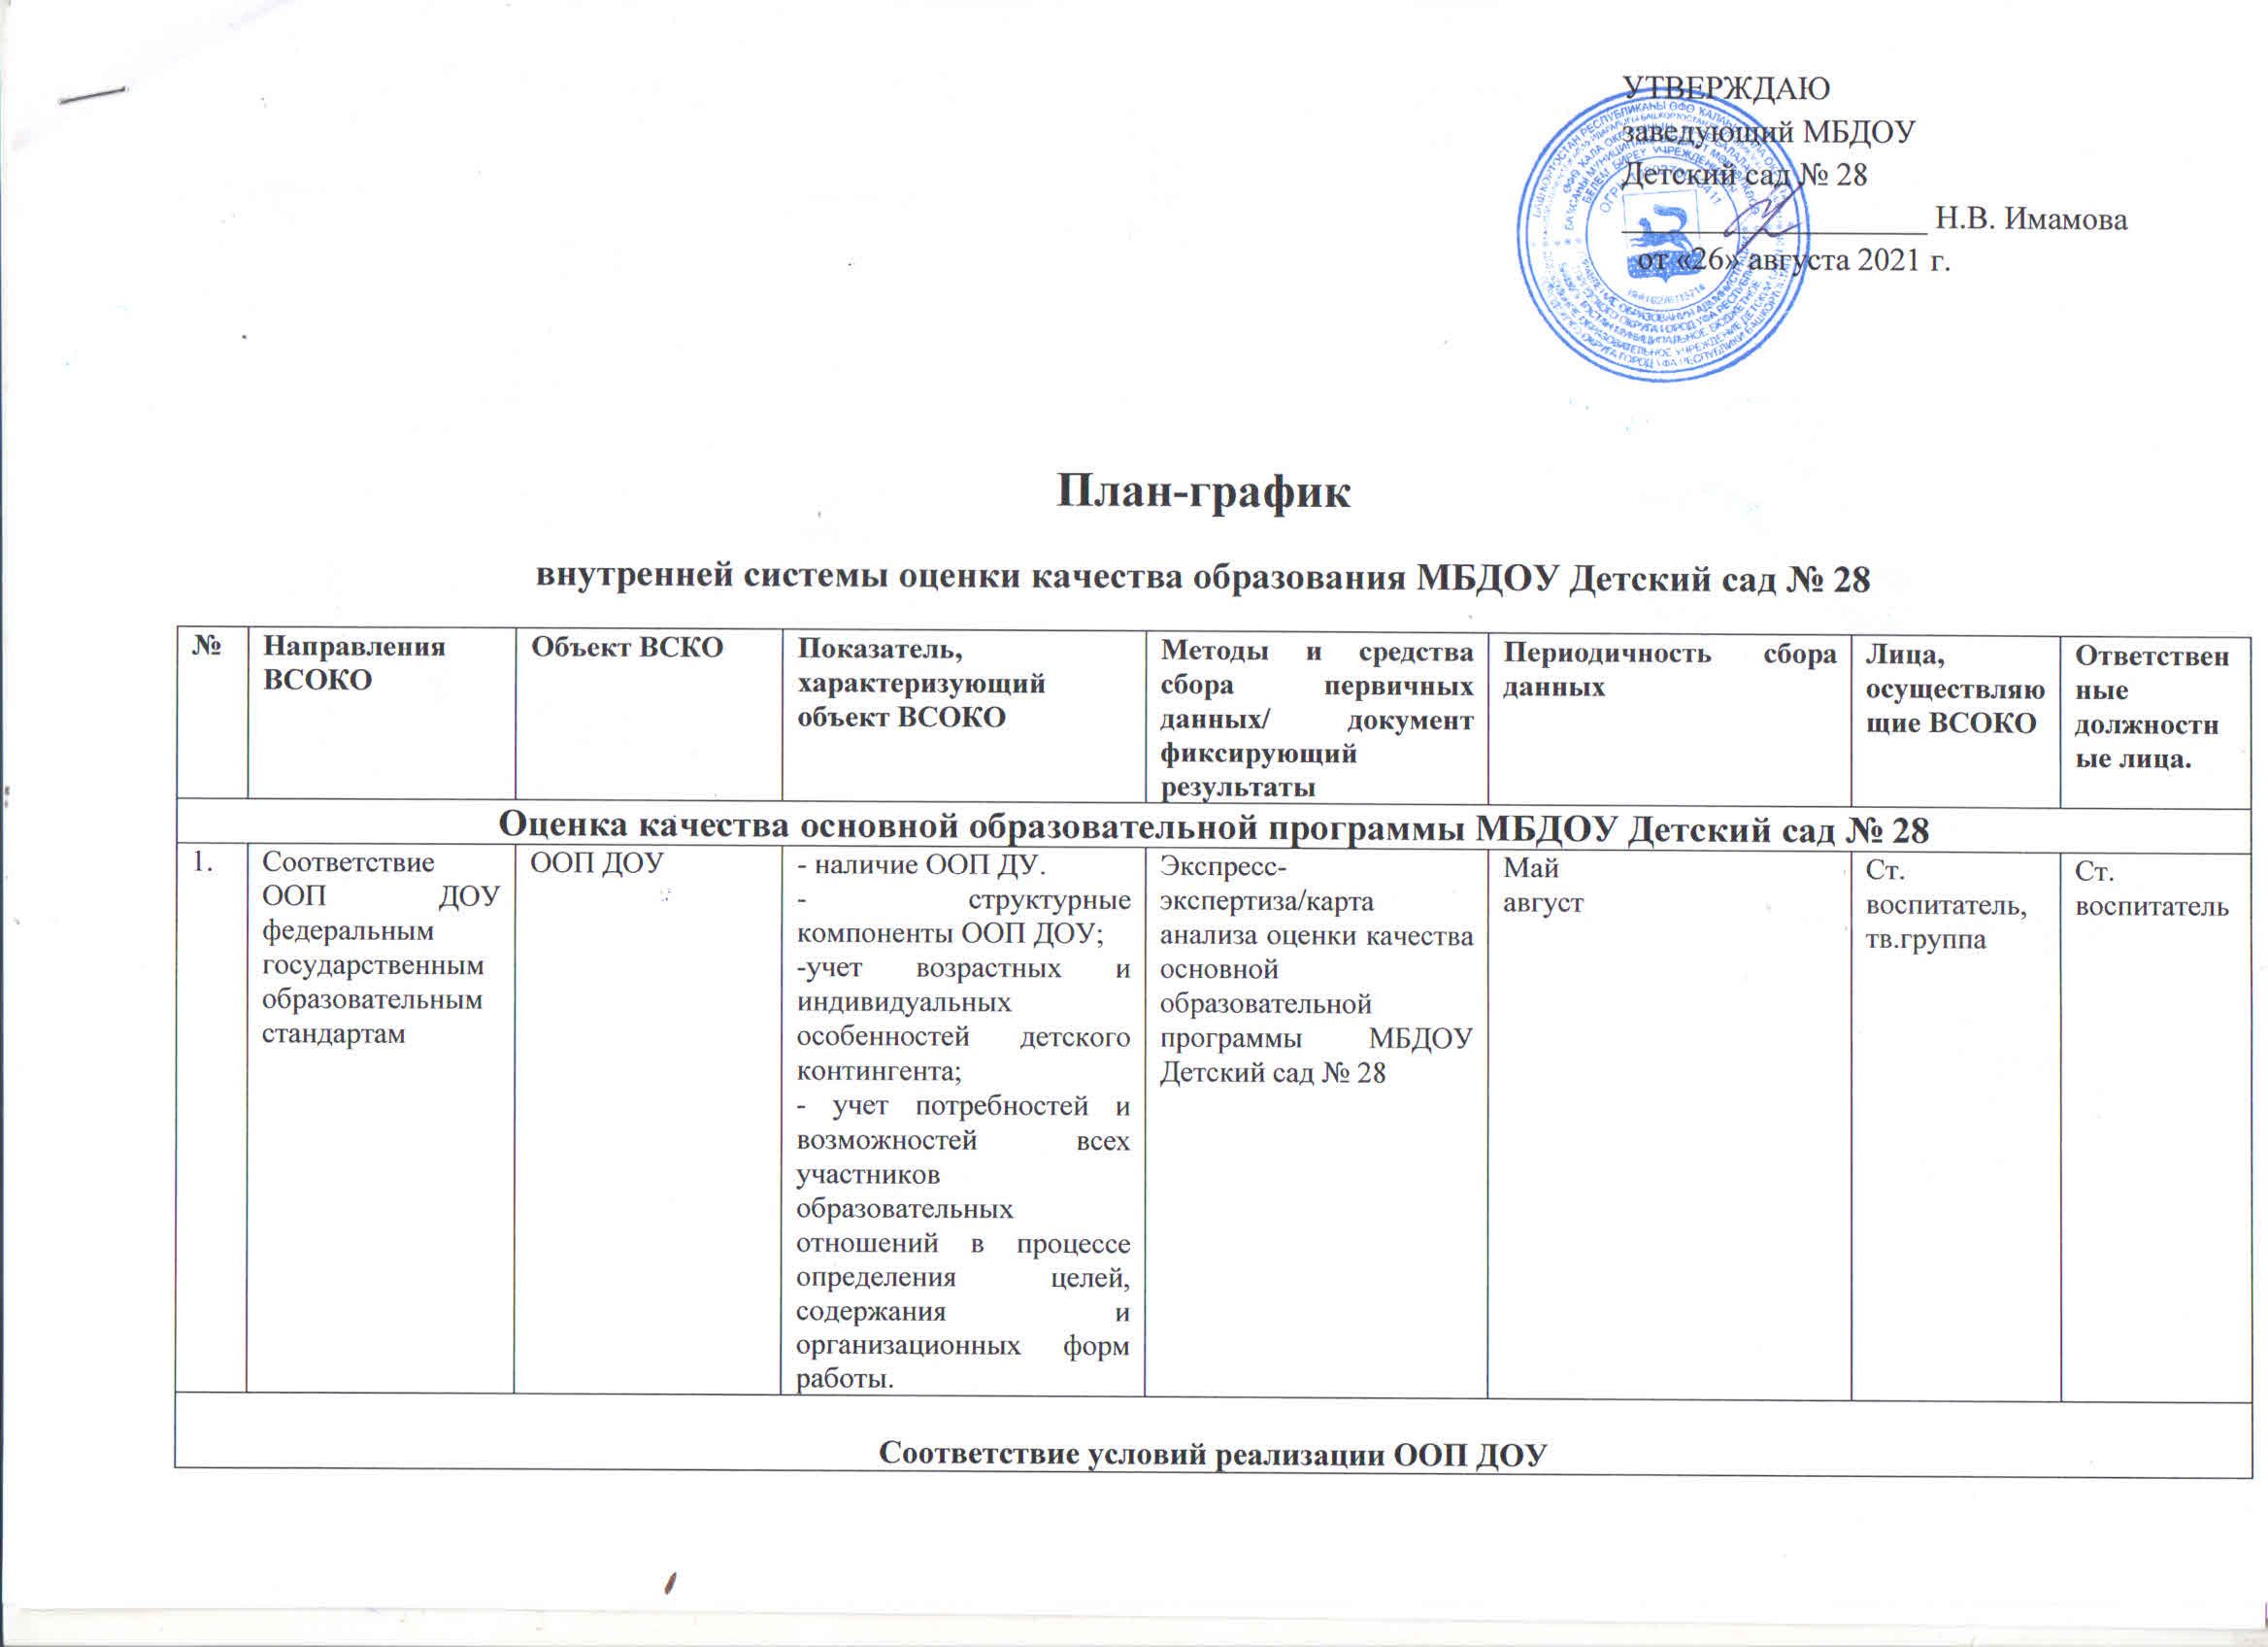 УТВЕРЖДАЮ
заведующий МБДОУ
Детский сад № 28
Н.В. Имамова
от «26» августа 2021 г.
План-график
внутренней системы оценки качества образования МБДОУ Детский сад № 28
№
Направления
ВСОКО
Объект ВСКО
Показатель,
характеризующий
объект ВСОКО
Методы и средства
сбора первичных
данных/ документ
фиксирующий
результаты
Периодичность сбора
данных
Лица,
осуществляю
щие ВСОКО
Ответствен
ные
должностн
ые лица.
Оценка качества основной образовательной программы МБДОУ Детский сад № 28
1.
Соответствие
ООП ДОУ
федеральным
государственным
образовательным
стандартам
ООП ДОУ
- наличие ООП ДУ.
- структурные
компоненты ООП ДОУ;
-учет возрастных и
индивидуальных
особенностей детского
контингента;
- учет потребностей и
возможностей всех
участников
образовательных
отношений в процессе
определения целей,
содержания и
организационных форм
работы.
Экспресс-
экспертиза/карта
анализа оценки качества
основной
образовательной
программы МБДОУ
Детский сад № 28
Май
август
Ст.
воспитатель,
тв.группа
Ст.
воспитатель
Соответствие условий реализации ООП ДОУ